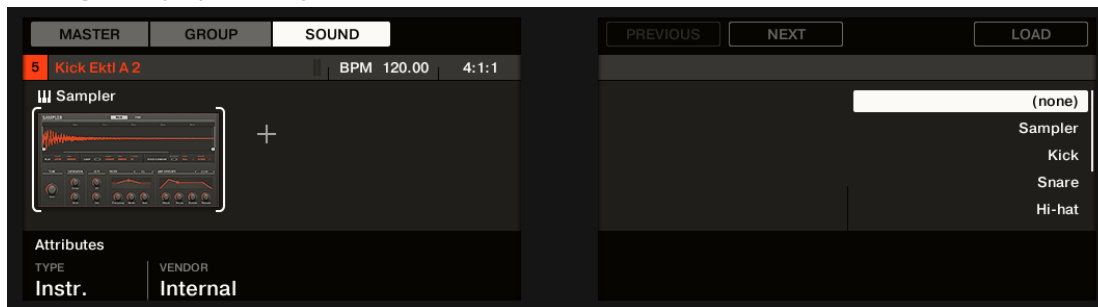 MASTER GROUP SOUND
5 Kick Ektl A 2 BPM 120.00 4:1:1
Sampler
Attributes
TYPE VENDOR
Instr. Internal
PREVIOUS NEXT LOAD
(none)
Sampler
Kick
Snare
Hi-hat